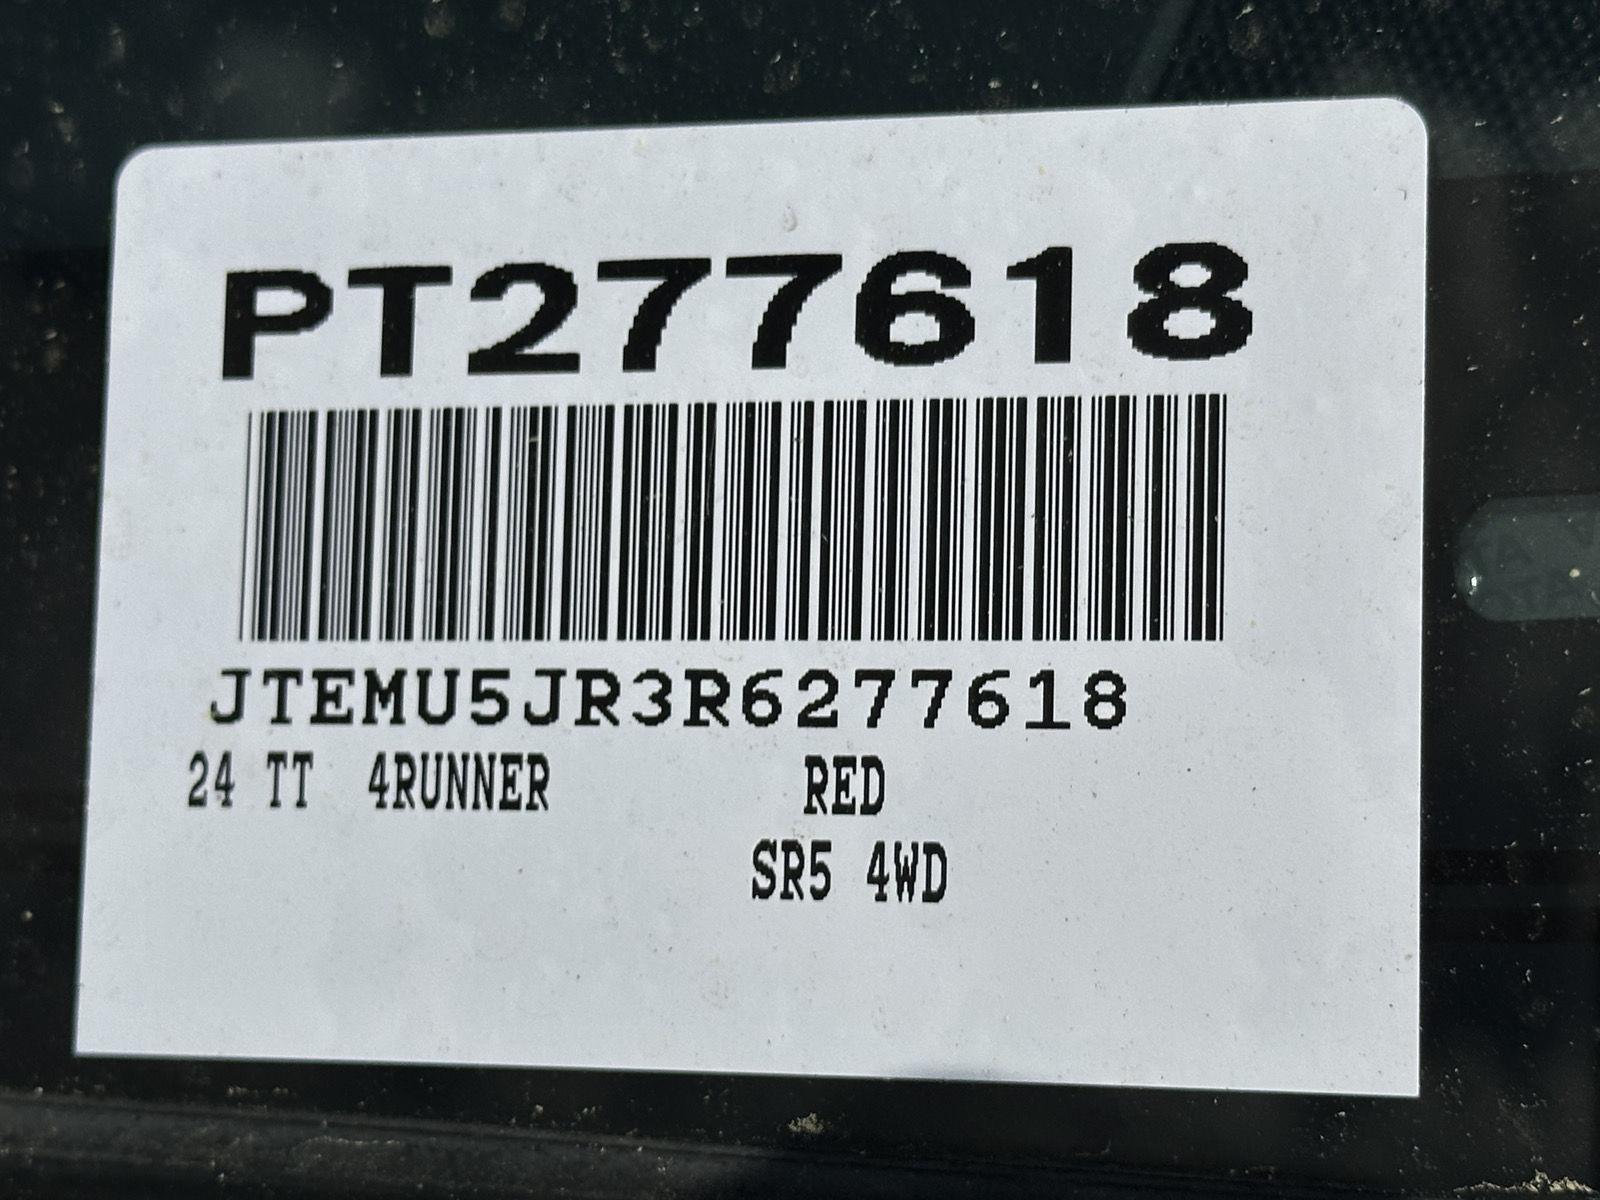 PT277618
JTEMU5JR3R6277618
24 TT 4RUNNER RED
SR5 4WD